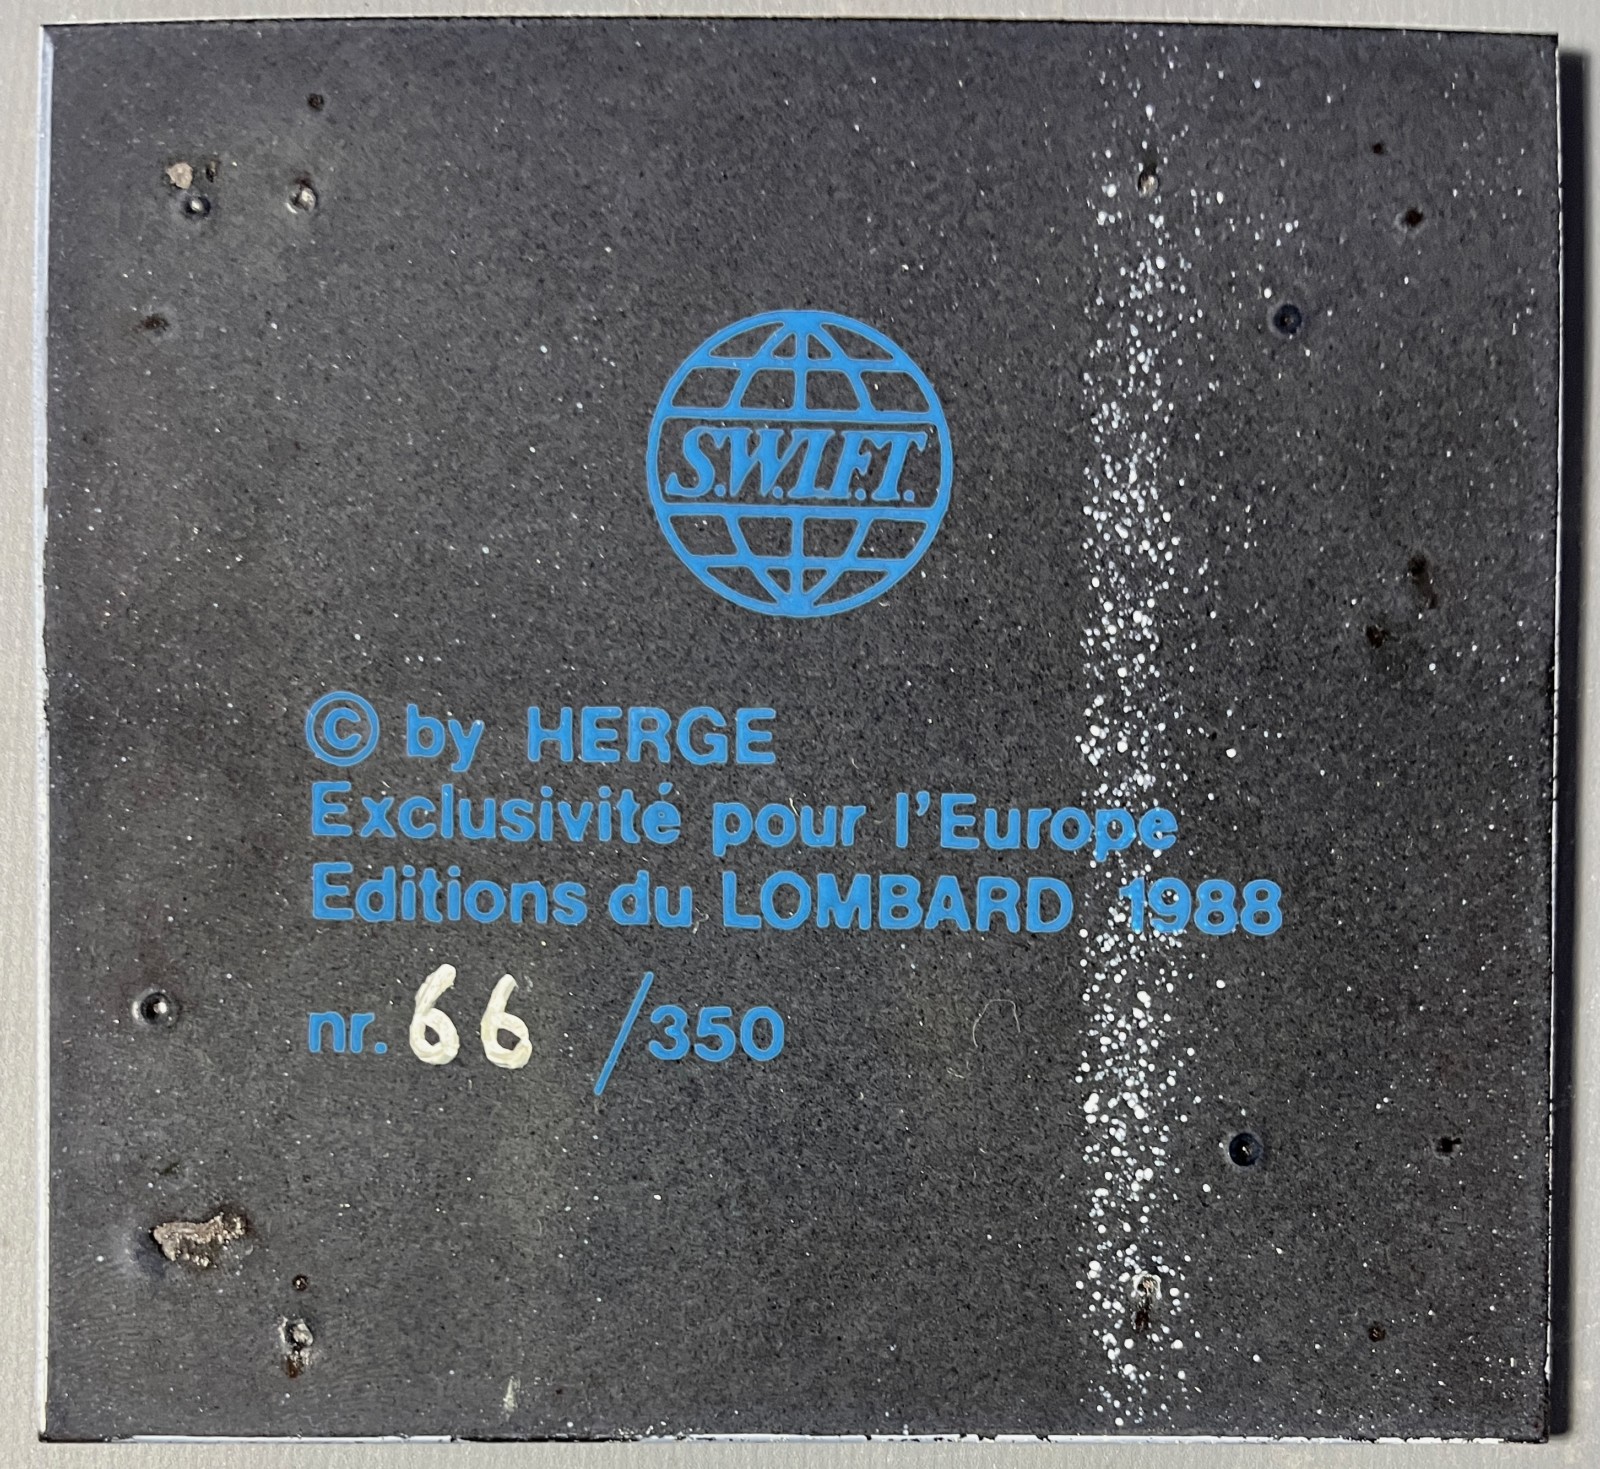 S.W.I.F.T.
© by HERGE
Exclusivité pour l'Europe
Editions du LOMBARD 1988
nr. 66 /350